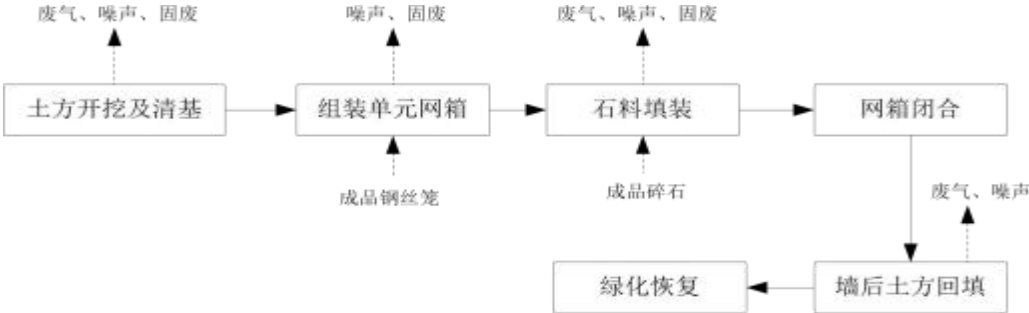 废气、噪声、固废
噪声、固废
废气、噪声、固废
土方开挖及清基
组装单元网箱
石料填装
网箱闭合
成品钢丝笼
成品碎石
废气、噪声
绿化恢复
墙后土方回填